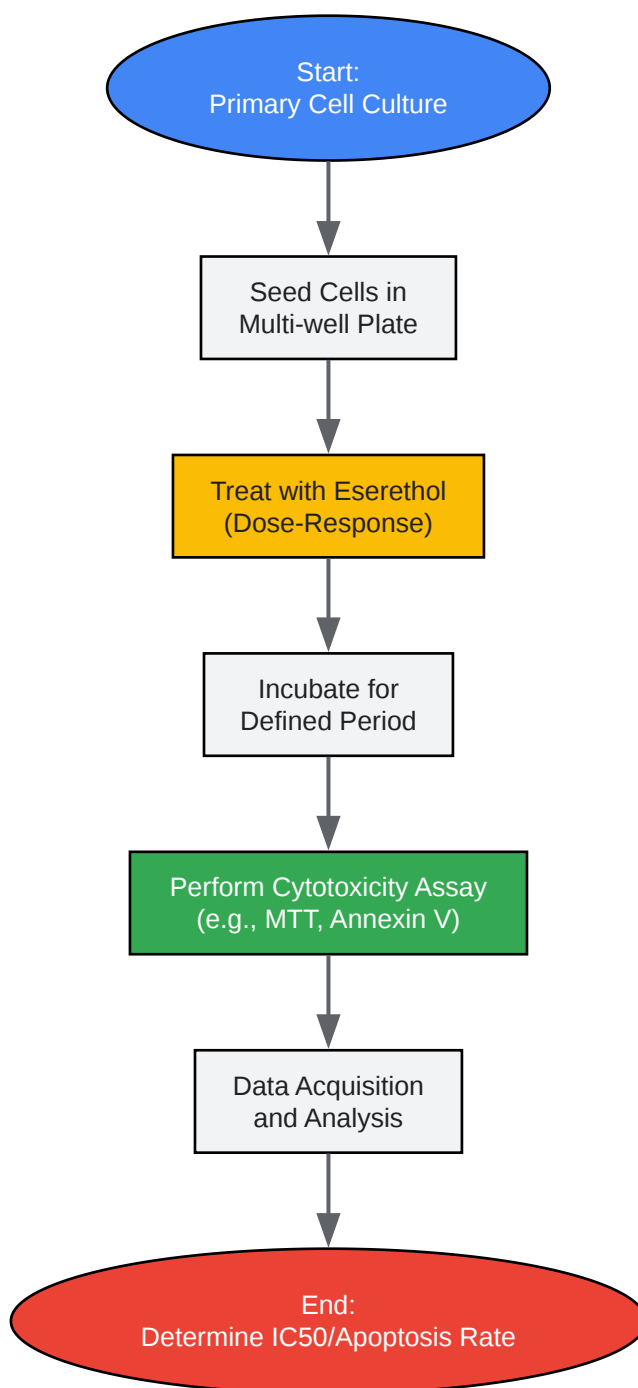 Start:
Primary Cell Culture
Seed Cells in
Multi-well Plate
Treat with Eserethol
(Dose-Response)
Incubate for
Defined Period
Perform Cytotoxicity Assay
(e.g., MTT, Annexin V)
Data Acquisition
and Analysis
End:
Determine IC50/Apoptosis Rate